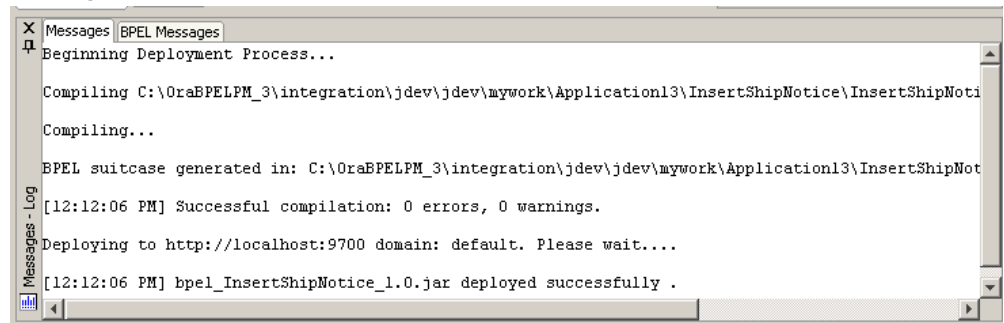 Messages BPEL Messages
Beginning Deployment Process...
Compiling C:\OraBPELPM_3\integration\jdev\jdev\mywork\Application13\InsertShipNotice\InsertShipNoti
Compiling...
BPEL suitcase generated in: C:\OraBPELPM_3\integration\jdev\jdev\mywork\Application13\InsertShipNot
[12:12:06 PM] Successful compilation: 0 errors, 0 warnings.
Deploying to http://localhost:9700 domain: default. Please wait....
[12:12:06 PM] bpel_InsertShipNotice_1.0.jar deployed successfully .
Messages - Log